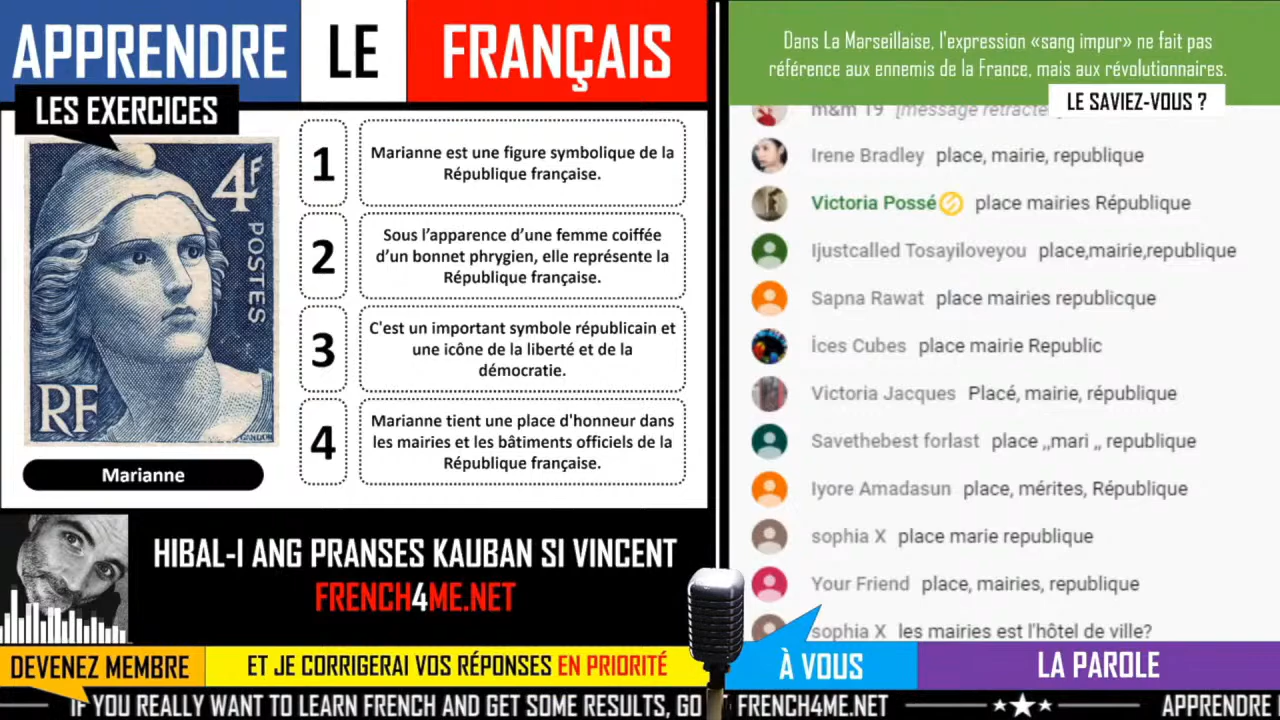 APPRENDRE LE FRANÇAIS
LES EXERCICES
4F
POSTES
RF
GANDON
Marianne
1
Marianne est une figure symbolique de la
République française.
2
Sous l’apparence d’une femme coiffée
d’un bonnet phrygien, elle représente la
République française.
3
C'est un important symbole républicain et
une icône de la liberté et de la
démocratie.
4
Marianne tient une place d'honneur dans
les mairies et les bâtiments officiels de la
République française.
HIBAL-I ANG PRANSES KAUBAN SI VINCENT
FRENCH4ME.NET
DEVENEZ MEMBRE
ET JE CORRIGERAI VOS RÉPONSES EN PRIORITÉ
Dans La Marseillaise, l'expression «sang impur» ne fait pas
référence aux ennemis de la France, mais aux révolutionnaires.
LE SAVIEZ-VOUS ?
m&m 19 [message retracte
Irene Bradley place, mairie, republique
Victoria Possé place mairies République
Ijustcalled Tosayiloveyou place,mairie,republique
Sapna Rawat place mairies republicque
İces Cubes place mairie Republic
Victoria Jacques Placé, mairie, république
Savethebest forlast place ,,mari ,, republique
Iyore Amadasun place, mérites, République
sophia X place marie republique
Your Friend place, mairies, republique
sophia X les mairies est l'hôtel de ville?
À VOUS
LA PAROLE
IF YOU REALLY WANT TO LEARN FRENCH AND GET SOME RESULTS, GO FRENCH4ME.NET APPRENDRE